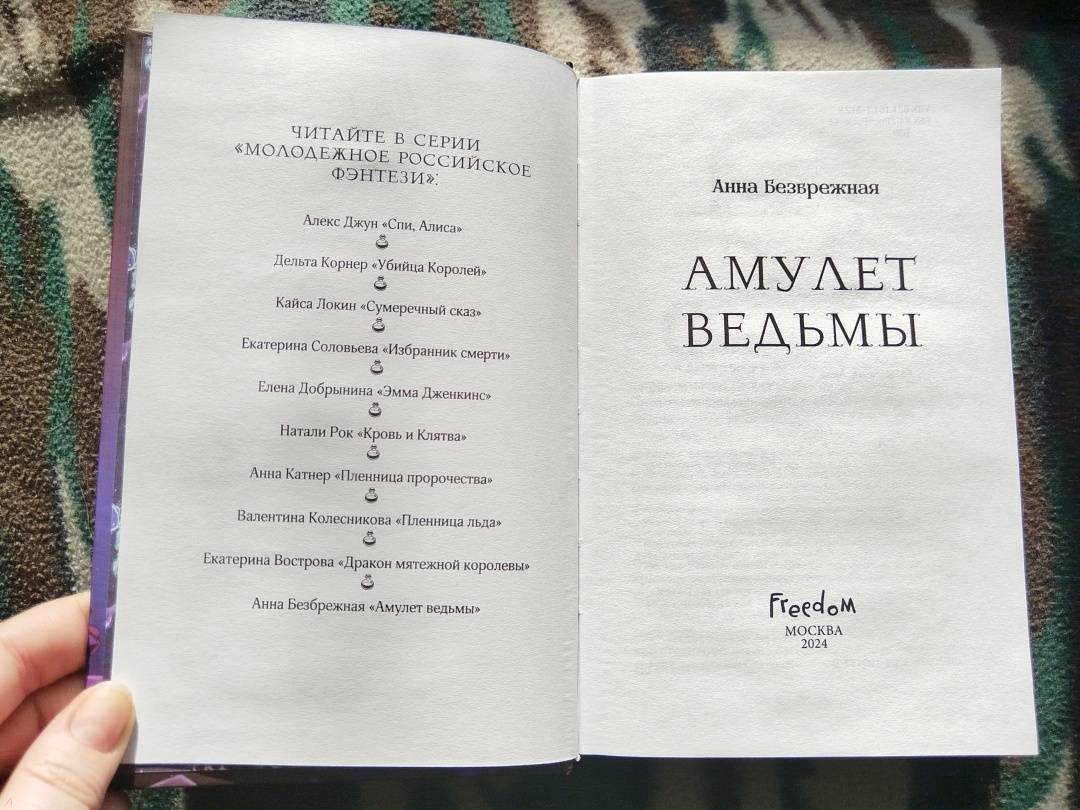 ЧИТАЙТЕ В СЕРИИ
«МОЛОДЕЖНОЕ РОССИЙСКОЕ
ФЭНТЕЗИ»:
Алекс Джун «Спи, Алиса»
Дельта Корнер «Убийца Королей»
Кайса Локин «Сумеречный сказ»
Екатерина Соловьева «Избранник смерти»
Елена Добрынина «Эмма Дженкинс»
Натали Рок «Кровь и Клятва»
Анна Катнер «Пленница пророчества»
Валентина Колесникова «Пленница льда»
Екатерина Вострова «Дракон мятежной королевы»
Анна Безбрежная «Амулет ведьмы»
Анна Безбрежная
АМУЛЕТ
ВЕДЬМЫ
Freedom
МОСКВА
2024